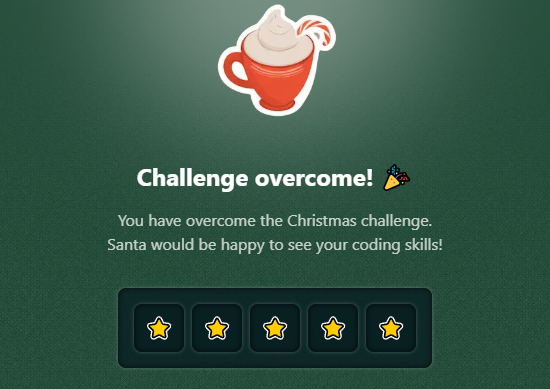 Challenge overcome! 🎉
You have overcome the Christmas challenge.
Santa would be happy to see your coding skills!